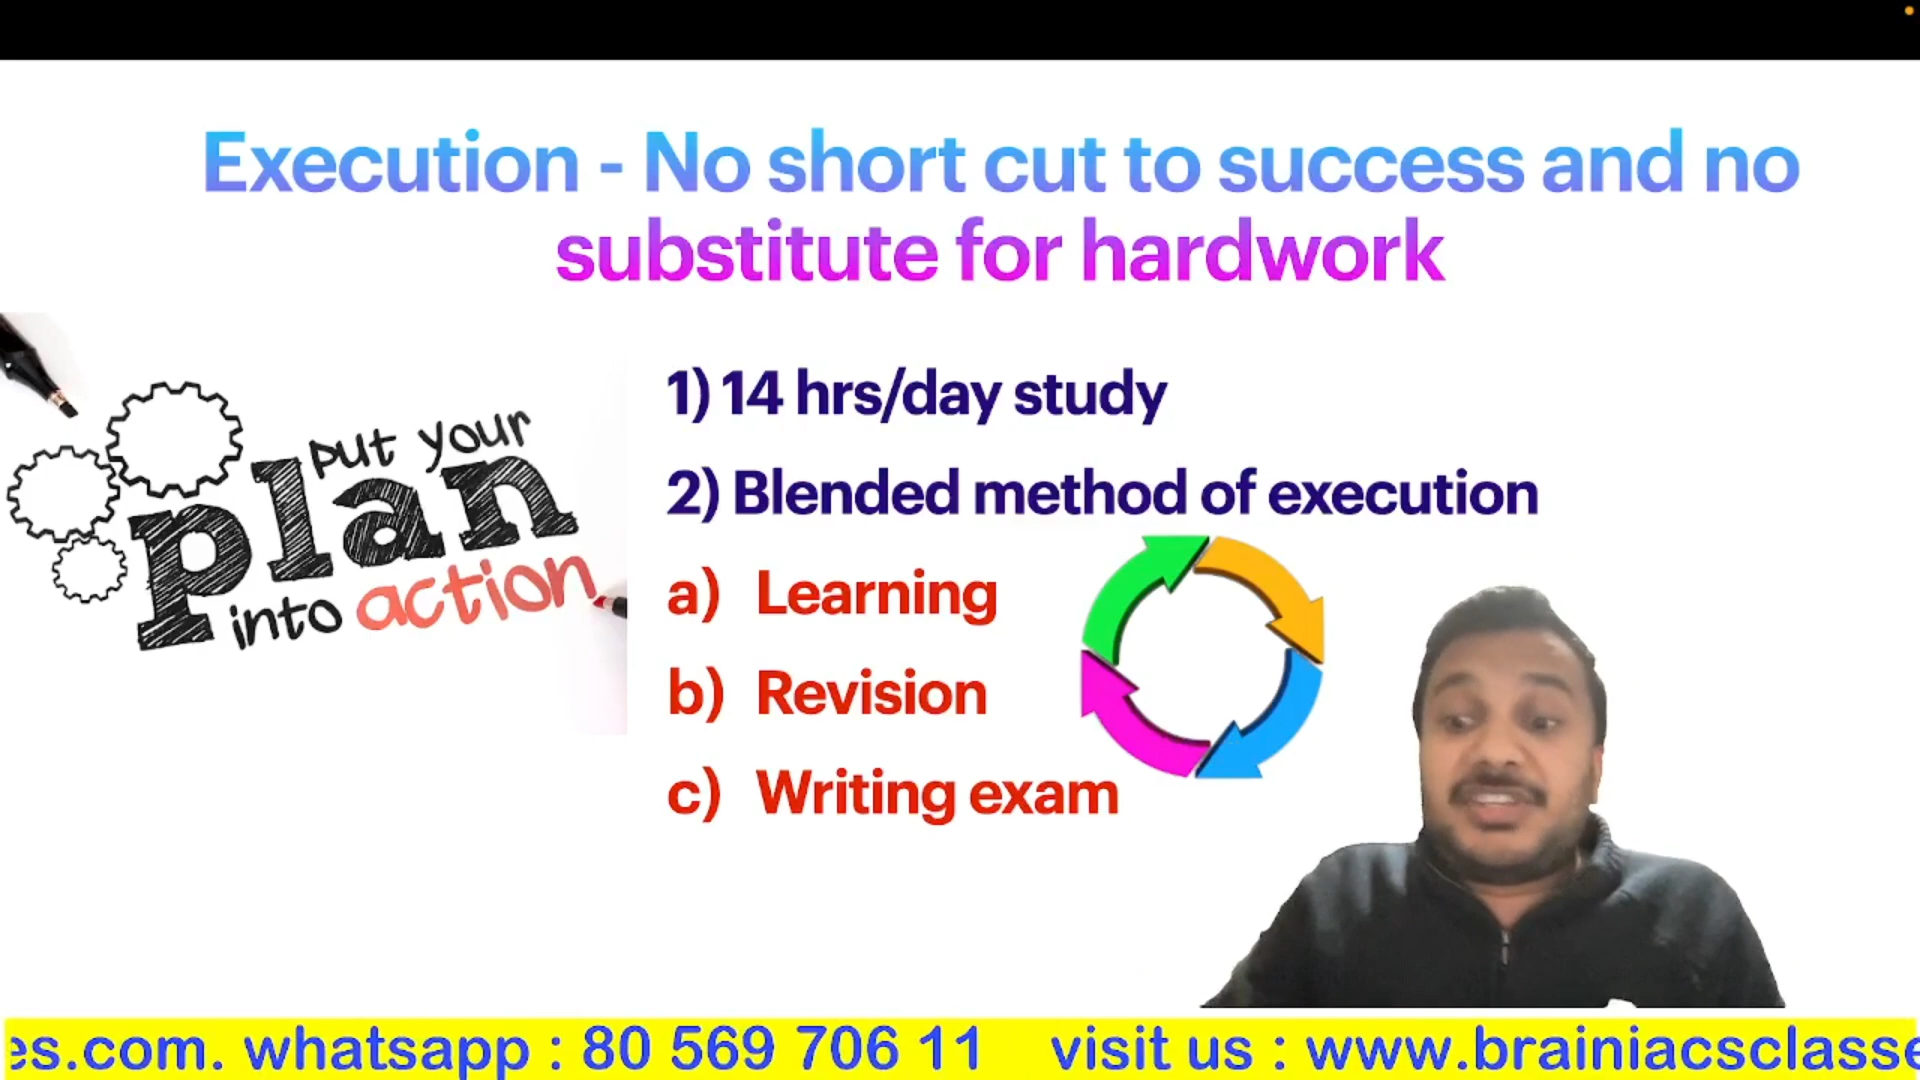 Execution - No short cut to success and no
substitute for hardwork
put your
plan
into action
1) 14 hrs/day study
2) Blended method of execution
a) Learning
b) Revision
c) Writing exam
es.com. whatsapp : 80 569 706 11 visit us : www.brainiacsclasse